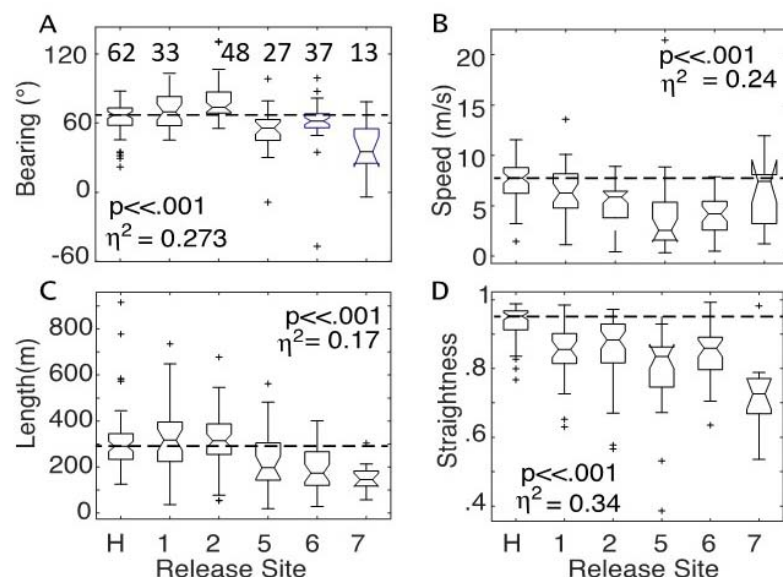 A
120
62 33 48 27 37 13
60
0
-60
Bearing (°)
p<<.001
η² = 0.273
B
20
15
10
5
0
Speed (m/s)
p<<.001
η² = 0.24
C
800
600
400
200
0
Length(m)
p<<.001
η² = 0.17
H 1 2 5 6 7
Release Site
D
1
.8
.6
.4
Straightness
p<<.001
η² = 0.34
H 1 2 5 6 7
Release Site